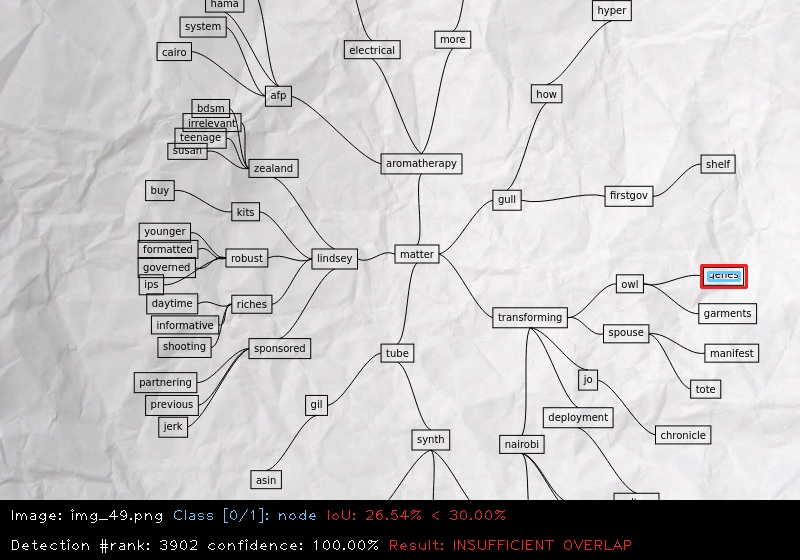 hama
hyper
system
more
electrical
cairo
how
afp
bdsm
irrelevant
teenage
susan
aromatherapy
shelf
zealand
buy
firstgov
gull
kits
younger
formatted
matter
robust
lindsey
governed
genes
ips
owl
daytime
riches
garments
transforming
informative
spouse
shooting
sponsored
tube
manifest
partnering
jo
tote
previous
gil
deployment
jerk
chronicle
synth
nairobi
asin
Image: img_49.png Class [0/1]: node IoU: 26.54% < 30.00%
Detection #rank: 3902 confidence: 100.00% Result: INSUFFICIENT OVERLAP